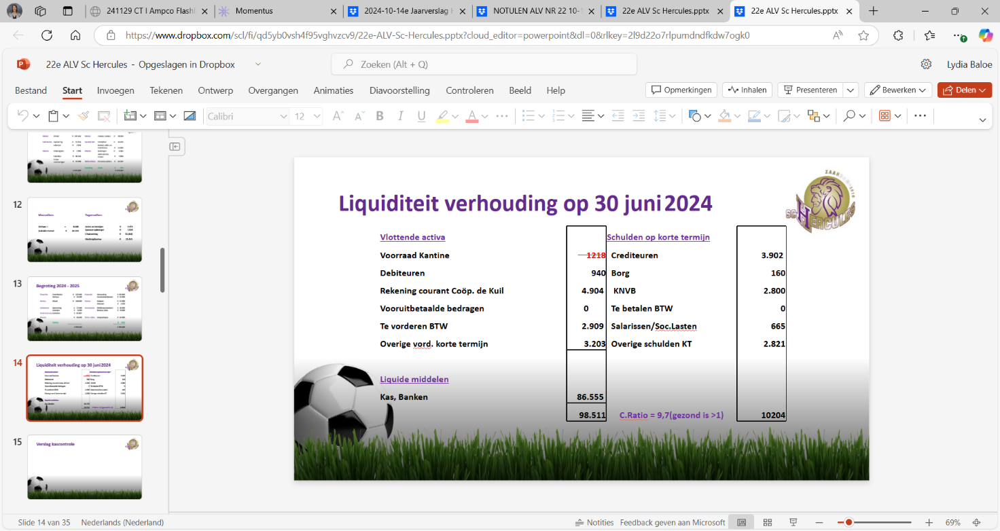 241129 CT I Ampco Flashl
Momentus
2024-10-14e Jaarverslag H
NOTULEN ALV NR 22 10-1
22e ALV Sc Hercules.pptx
22e ALV Sc Hercules.pptx
https://www.dropbox.com/scl/fi/qd5yb0vsh4f95vghvzcv9/22e-ALV-Sc-Hercules.pptx?cloud_editor=powerpoint&dl=0&rlkey=2l9d22o7rlpumdndfkdw7ogk0
22e ALV Sc Hercules - Opgeslagen in Dropbox
Zoeken (Alt + Q)
Lydia Baloe
Bestand Start Invoegen Tekenen Ontwerp Overgangen Animaties Diavoorstelling Controleren Beeld Help
Opmerkingen Inhalen Presenteren Bewerken Delen
Calibri 12
12
Meevallers Tegenvallers
13
Begroting 2024 - 2025
14
Liquiditeit verhouding op 30 juni 2024
15
Verslag kascontrole
Liquiditeit verhouding op 30 juni 2024
ZAANDAM
SC HERCULES
Vlottende activa Schulden op korte termijn
Voorraad Kantine 1218 Crediteuren 3.902
Debiteuren 940 Borg 160
Rekening courant Coöp. de Kuil 4.904 KNVB 2.800
Vooruitbetaalde bedragen 0 Te betalen BTW 0
Te vorderen BTW 2.909 Salarissen/Soc.Lasten 665
Overige vord. korte termijn 3.203 Overige schulden KT 2.821
Liquide middelen
Kas, Banken 86.555
98.511 C.Ratio = 9,7(gezond is >1) 10204
Slide 14 van 35 Nederlands (Nederland)
Notities Feedback geven aan Microsoft 69%